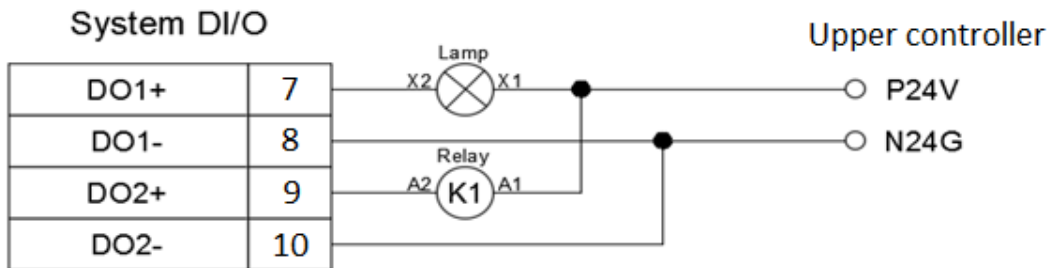 System DI/O
Upper controller
Lamp
DO1+ 7 X2 X1 P24V
DO1- 8 N24G
Relay
DO2+ 9 A2 K1 A1
DO2- 10